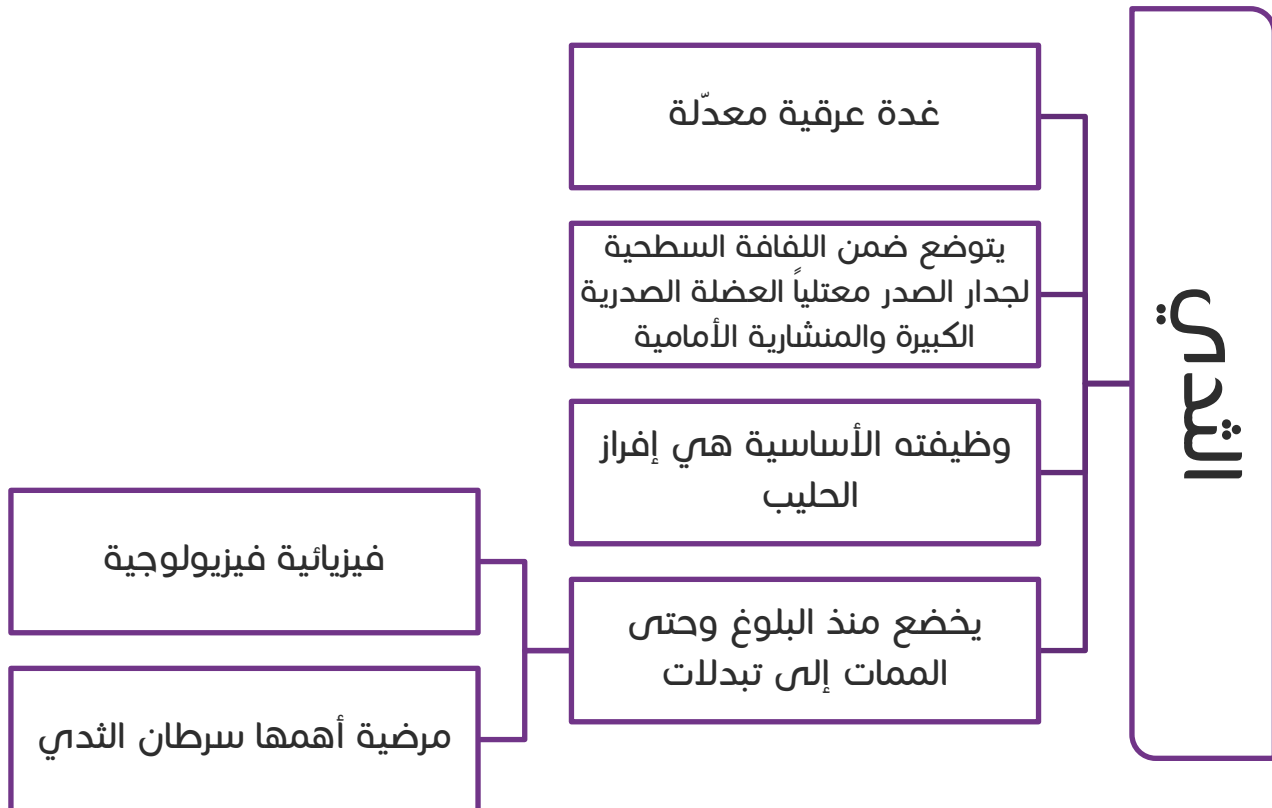 الثدي
غدة عرقية معدّلة
يتوضع ضمن اللفافة السطحية
لجدار الصدر معتلياً العضلة الصدرية
الكبيرة والمنشارية الأمامية
وظيفته الأساسية هي إفراز
الحليب
يخضع منذ البلوغ وحتى
الممات إلى تبدلات
فيزيائية فيزيولوجية
مرضية أهمها سرطان الثدي